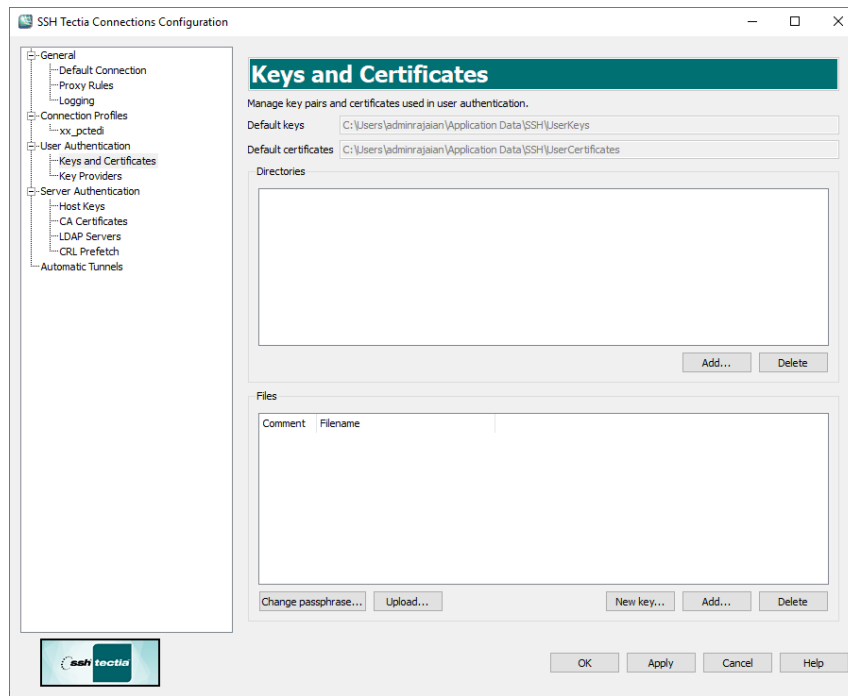 SSH Tectia Connections Configuration
General
Default Connection
Proxy Rules
Logging
Connection Profiles
xx_pctedi
User Authentication
Keys and Certificates
Key Providers
Server Authentication
Host Keys
CA Certificates
LDAP Servers
CRL Prefetch
Automatic Tunnels
Keys and Certificates
Manage key pairs and certificates used in user authentication.
Default keys C:\Users\adminrajaian\Application Data\SSH\UserKeys
Default certificates C:\Users\adminrajaian\Application Data\SSH\UserCertificates
Directories
Add... Delete
Files
Comment Filename
Change passphrase... Upload... New key... Add... Delete
ssh tectia
OK Apply Cancel Help